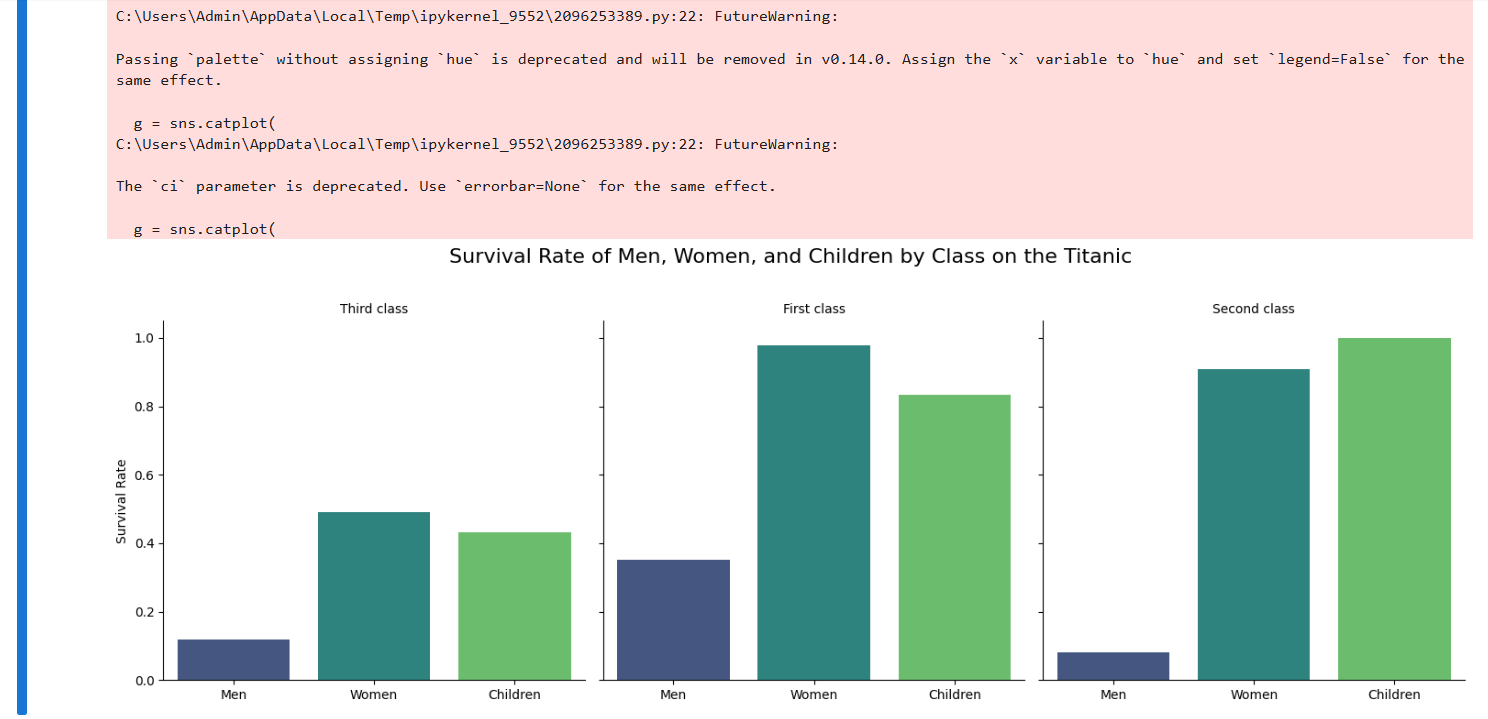 C:\Users\Admin\AppData\Local\Temp\ipykernel_9552\2096253389.py:22: FutureWarning:
Passing `palette` without assigning `hue` is deprecated and will be removed in v0.14.0. Assign the `x` variable to `hue` and set `legend=False` for the
same effect.
  g = sns.catplot(
C:\Users\Admin\AppData\Local\Temp\ipykernel_9552\2096253389.py:22: FutureWarning:
The `ci` parameter is deprecated. Use `errorbar=None` for the same effect.
  g = sns.catplot(
Survival Rate of Men, Women, and Children by Class on the Titanic
Third class
First class
Second class
Survival Rate
1.0
0.8
0.6
0.4
0.2
0.0
Men Women Children
Men Women Children
Men Women Children